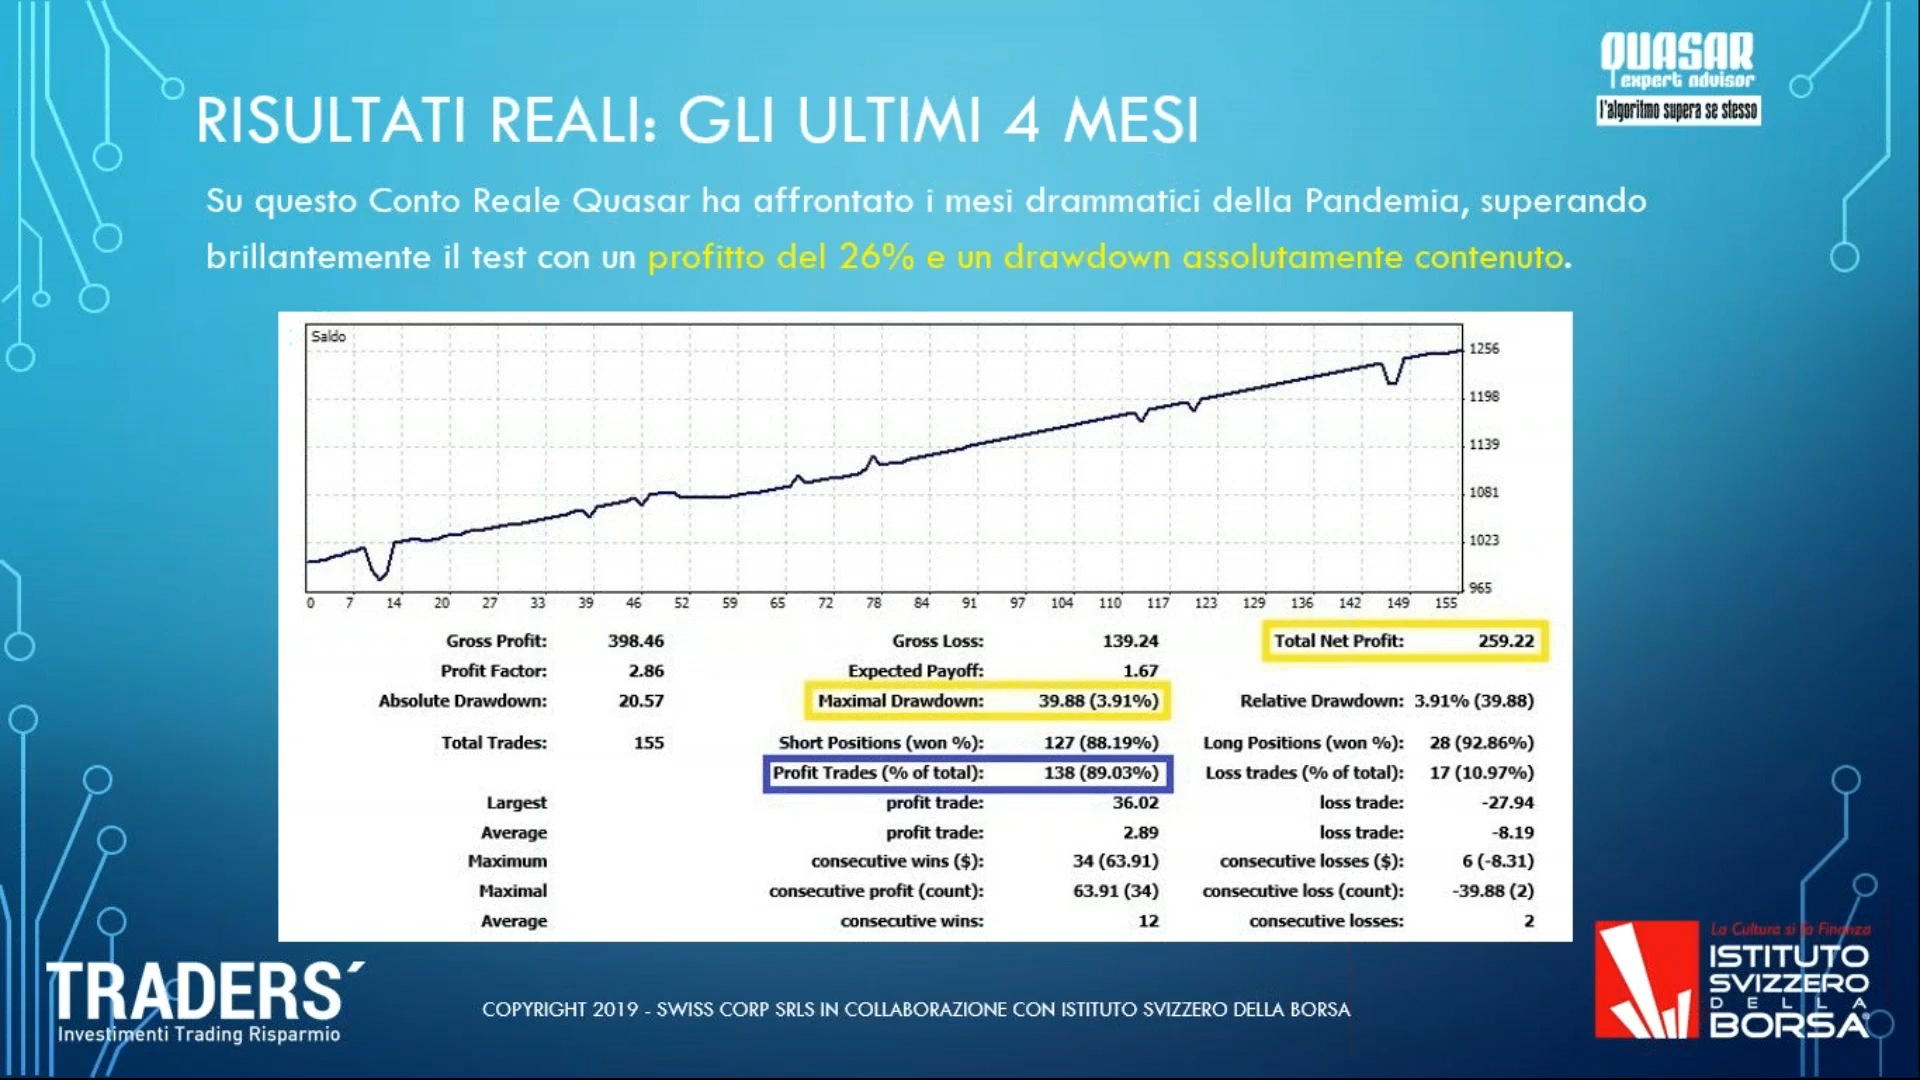 QUASAR
expert advisor
l'algoritmo supera se stesso
RISULTATI REALI: GLI ULTIMI 4 MESI
Su questo Conto Reale Quasar ha affrontato i mesi drammatici della Pandemia, superando
brillantemente il test con un profitto del 26% e un drawdown assolutamente contenuto.
Saldo
1256
1198
1139
1081
1023
965
0 7 14 20 27 33 39 46 52 59 65 72 78 84 91 97 104 110 117 123 129 136 142 149 155
Gross Profit: 398.46 Gross Loss: 139.24 Total Net Profit: 259.22
Profit Factor: 2.86 Expected Payoff: 1.67
Absolute Drawdown: 20.57 Maximal Drawdown: 39.88 (3.91%) Relative Drawdown: 3.91% (39.88)
Total Trades: 155 Short Positions (won %): 127 (88.19%) Long Positions (won %): 28 (92.86%)
Profit Trades (% of total): 138 (89.03%) Loss trades (% of total): 17 (10.97%)
Largest profit trade: 36.02 loss trade: -27.94
Average profit trade: 2.89 loss trade: -8.19
Maximum consecutive wins ($): 34 (63.91) consecutive losses ($): 6 (-8.31)
Maximal consecutive profit (count): 63.91 (34) consecutive loss (count): -39.88 (2)
Average consecutive wins: 12 consecutive losses: 2
TRADERS´
Investimenti Trading Risparmio
COPYRIGHT 2019 - SWISS CORP SRLS IN COLLABORAZIONE CON ISTITUTO SVIZZERO DELLA BORSA
La Cultura si fa Finanza
ISTITUTO
SVIZZERO
DELLA
BORSA®